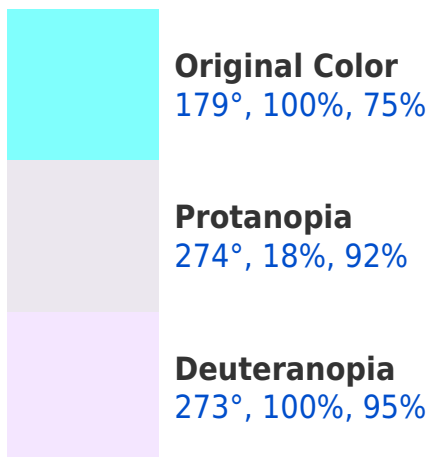 Original Color
179°, 100%, 75%
Protanopia
274°, 18%, 92%
Deuteranopia
273°, 100%, 95%